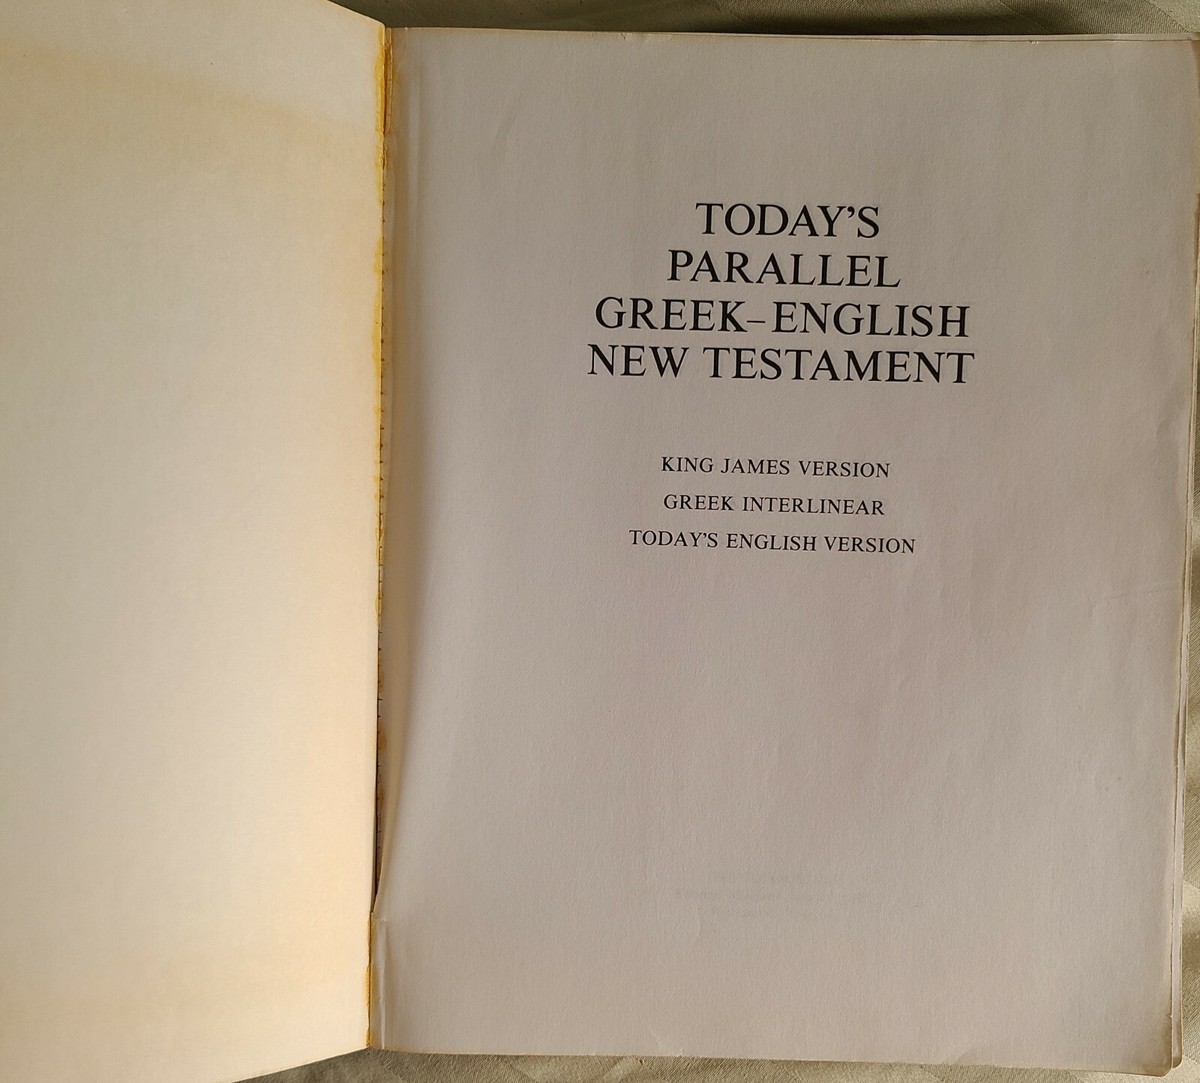 TODAY'S
PARALLEL
GREEK–ENGLISH
NEW TESTAMENT
KING JAMES VERSION
GREEK INTERLINEAR
TODAY'S ENGLISH VERSION